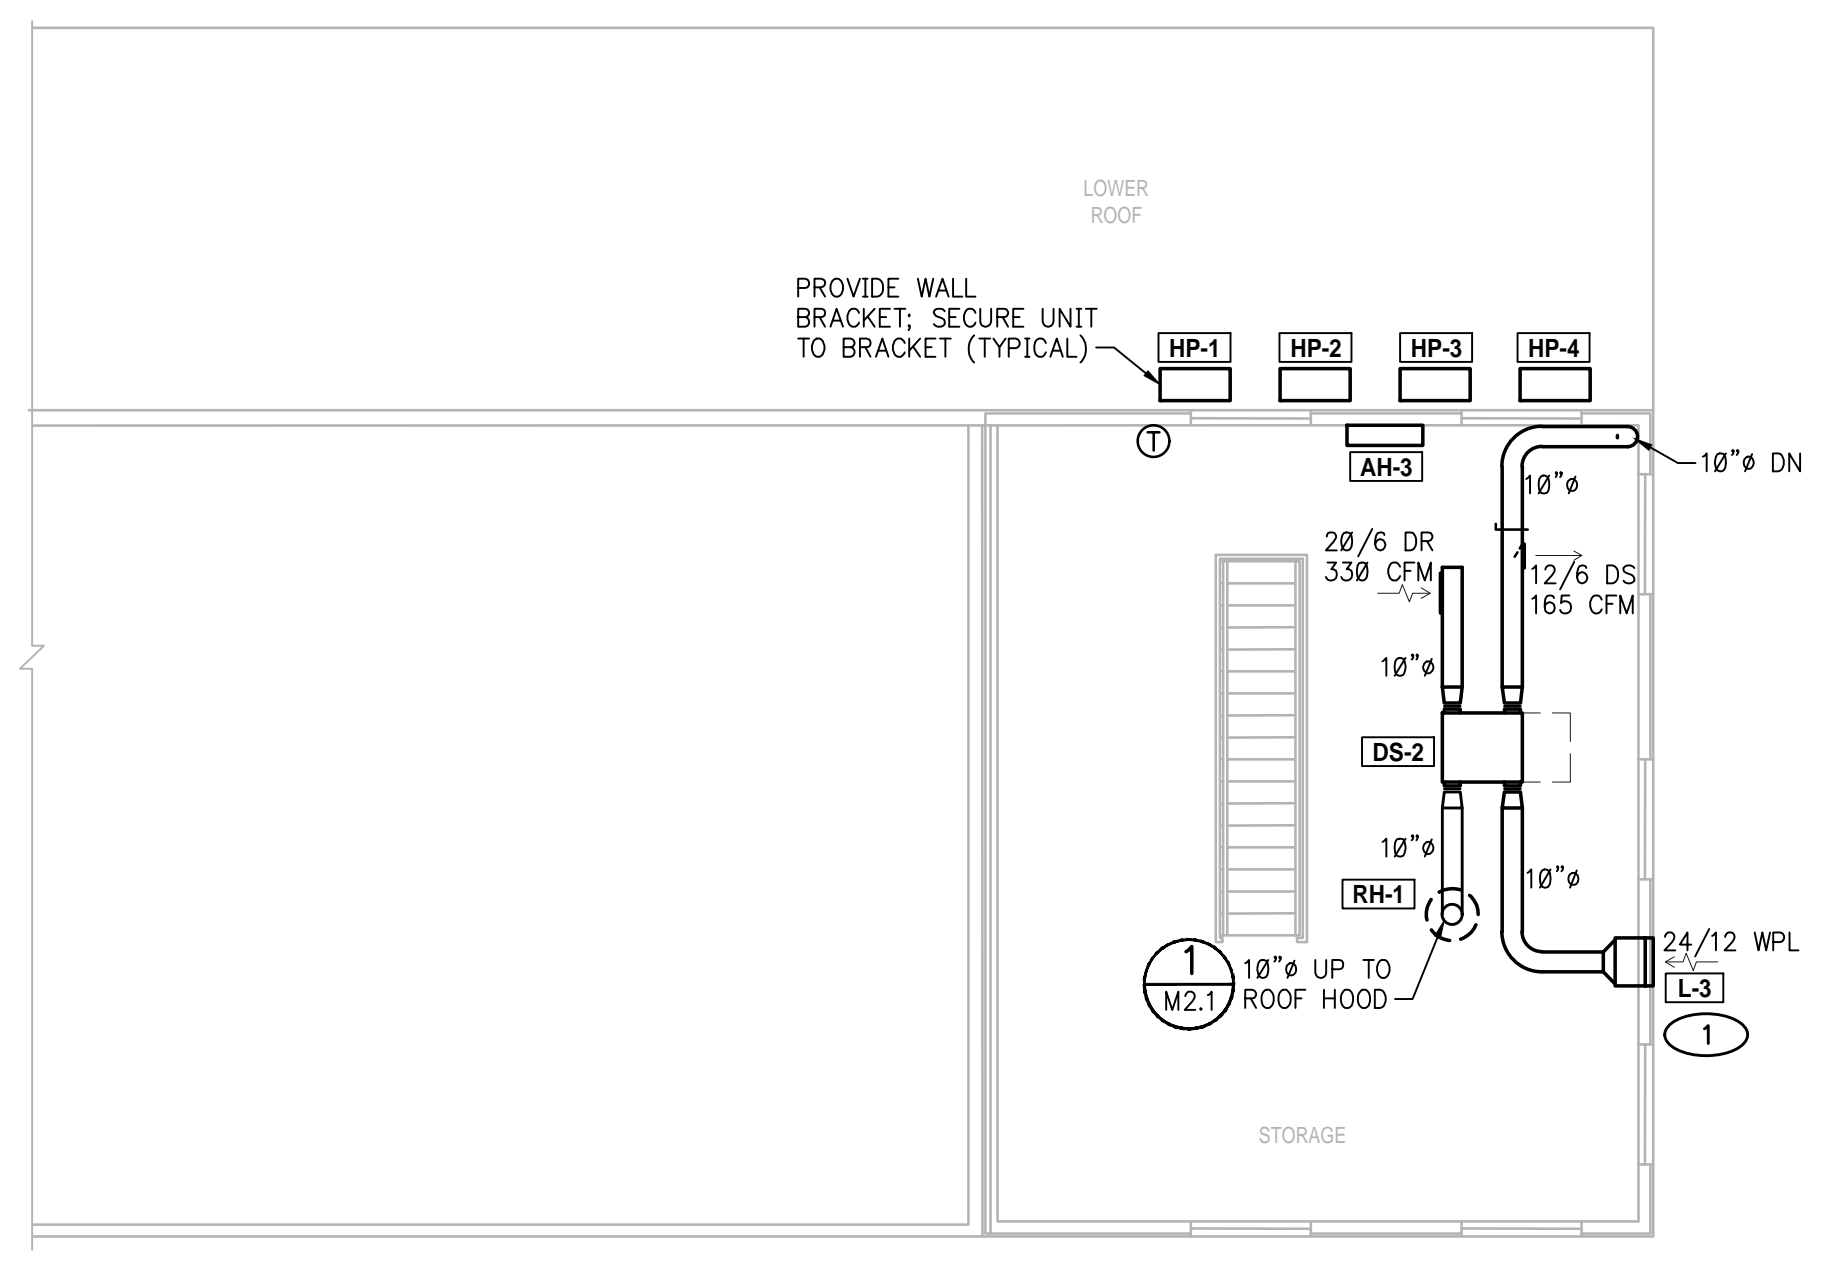 LOWER
ROOF
PROVIDE WALL
BRACKET; SECURE UNIT
TO BRACKET (TYPICAL)
HP-1
HP-2
HP-3
HP-4
T
AH-3
10"ø DN
10"ø
20/6 DR
330 CFM
12/6 DS
165 CFM
10"ø
DS-2
10"ø
10"ø
RH-1
1
M2.1
10"ø UP TO
ROOF HOOD
24/12 WPL
L-3
1
STORAGE